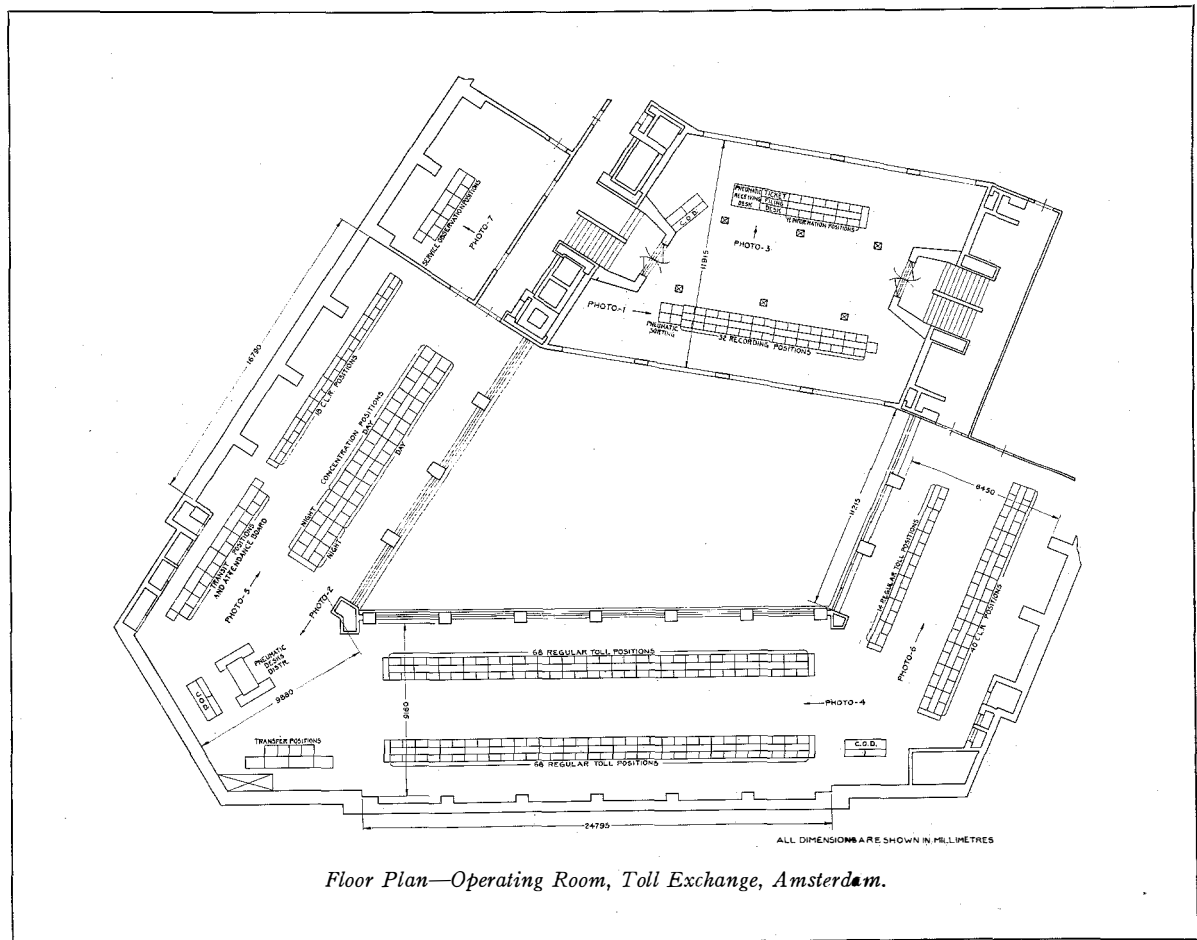 SERVICE OBSERVATION POSITIONS
PHOTO-7
C.O.D.
PNEUMATIC
RECEIVING
DESK
TICKET
FILING
DESK
INFORMATION POSITIONS
PHOTO-3
11915
PHOTO-1
PNEUMATIC
SORTING
32 RECORDING POSITIONS
16790
18 C.L.R. POSITIONS
CONCENTRATION POSITIONS
DAY
DAY
NIGHT
NIGHT
TRANSIT POSITIONS
AND ATTENDANCE BOARD
PHOTO-5
PHOTO-2
PNEUMATIC
DESKS
DISTR.
C.O.D.
9880
TRANSFER POSITIONS
11215
8450
14 REGULAR TOLL POSITIONS
40 C.L.R. POSITIONS
PHOTO-6
68 REGULAR TOLL POSITIONS
9160
PHOTO-4
68 REGULAR TOLL POSITIONS
C.O.D.
24795
ALL DIMENSIONS ARE SHOWN IN MILLIMETRES
Floor Plan—Operating Room, Toll Exchange, Amsterdam.